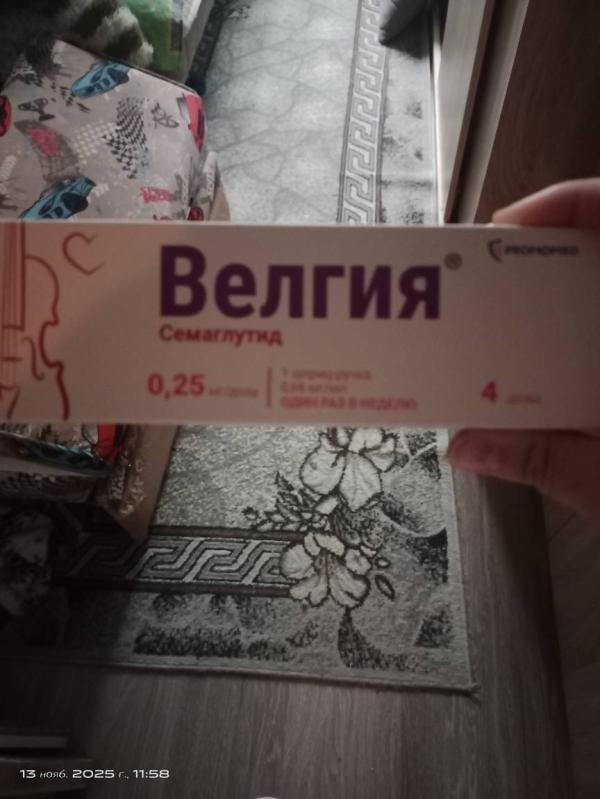 Велгия®
PROMOMED
Семаглутид
0,25 мг/доза
1 шприц-ручка
0,68 мг/мл
ОДИН РАЗ В НЕДЕЛЮ
4 дозы
13 нояб. 2025 г., 11:58